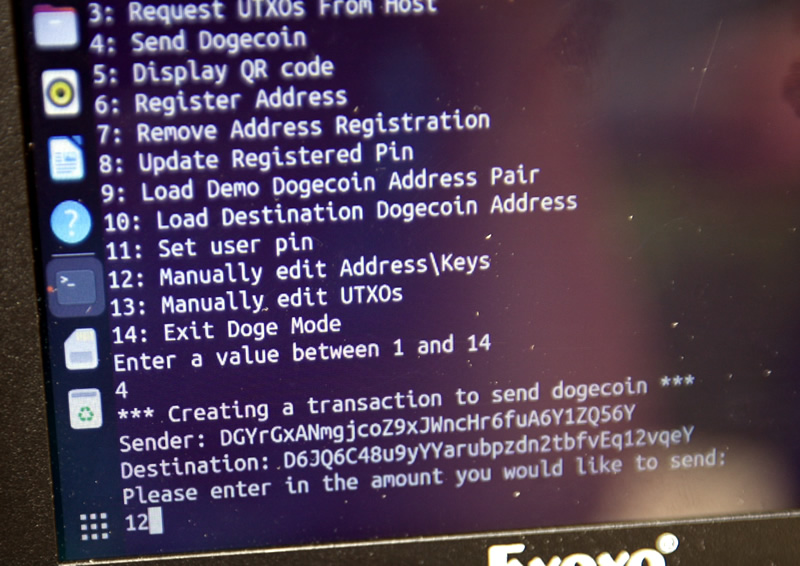 3: Request UTXOs From Host
4: Send Dogecoin
5: Display QR code
6: Register Address
7: Remove Address Registration
8: Update Registered Pin
9: Load Demo Dogecoin Address Pair
10: Load Destination Dogecoin Address
11: Set user pin
12: Manually edit Address\Keys
13: Manually edit UTXOs
14: Exit Doge Mode
Enter a value between 1 and 14
4
*** Creating a transaction to send dogecoin ***
Sender: DGYrGxANmgjcoZ9xJWncHr6fuA6Y1ZQ56Y
Destination: D6JQ6C48u9yYYarubpzdn2tbfvEq12vqeY
Please enter in the amount you would like to send:
12
Eyoyo